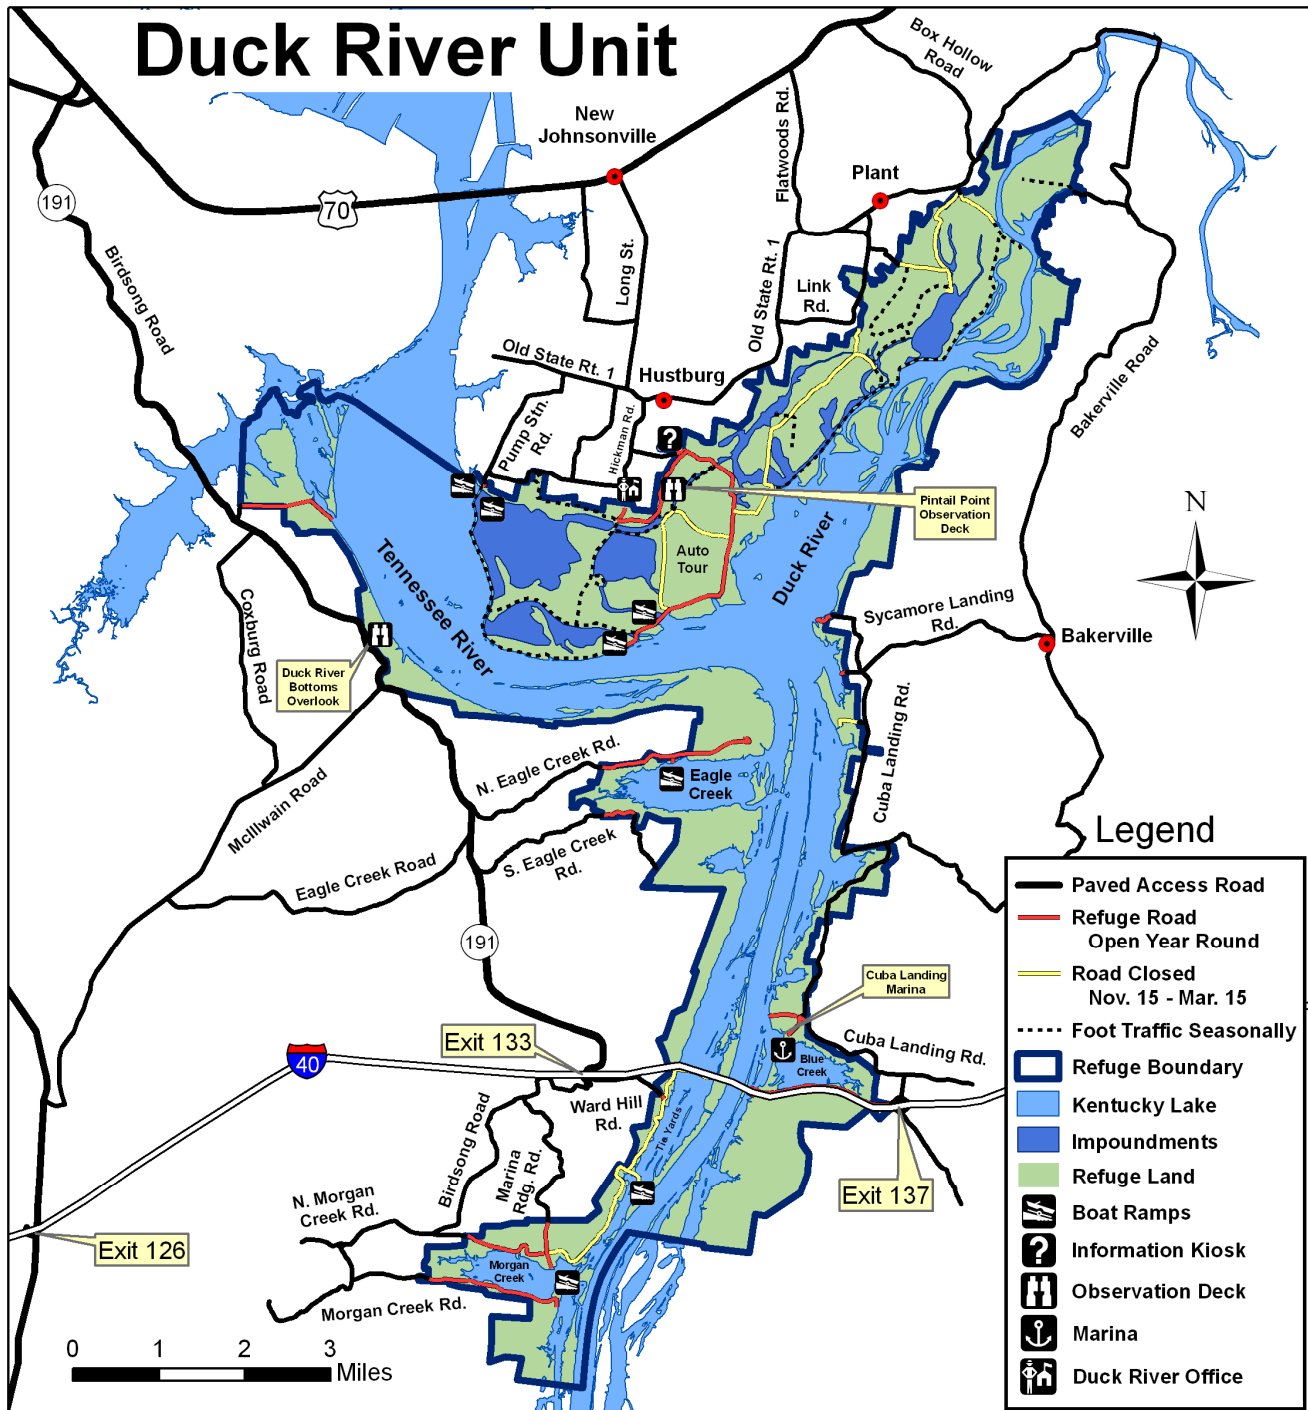 Duck River Unit
Box Hollow
Road
New
Johnsonville
Flatwoods Rd.
Plant
191
70
Birdsong Road
Long St.
Old State Rt. 1
Link
Rd.
Old State Rt. 1
Hustburg
Bakerville Road
Pump Stn.
Rd.
Hickman Rd.
?
Pintail Point
Observation
Deck
N
Auto
Tour
Duck River
Tennessee River
Coxburg Road
Sycamore Landing
Rd.
Bakerville
Duck River
Bottoms
Overlook
Cuba Landing Rd.
N. Eagle Creek Rd.
Eagle
Creek
McIllwain Road
S. Eagle Creek
Rd.
Eagle Creek Road
191
Cuba Landing
Marina
Exit 133
Cuba Landing Rd.
40
Blue
Creek
Ward Hill
Rd.
Tie Yards
Birdsong Road
Marina
Rdg. Rd.
N. Morgan
Creek Rd.
Exit 137
Exit 126
Morgan
Creek
Morgan Creek Rd.
0 1 2 3
Miles
Legend
Paved Access Road
Refuge Road
Open Year Round
Road Closed
Nov. 15 - Mar. 15
Foot Traffic Seasonally
Refuge Boundary
Kentucky Lake
Impoundments
Refuge Land
Boat Ramps
? Information Kiosk
Observation Deck
Marina
Duck River Office